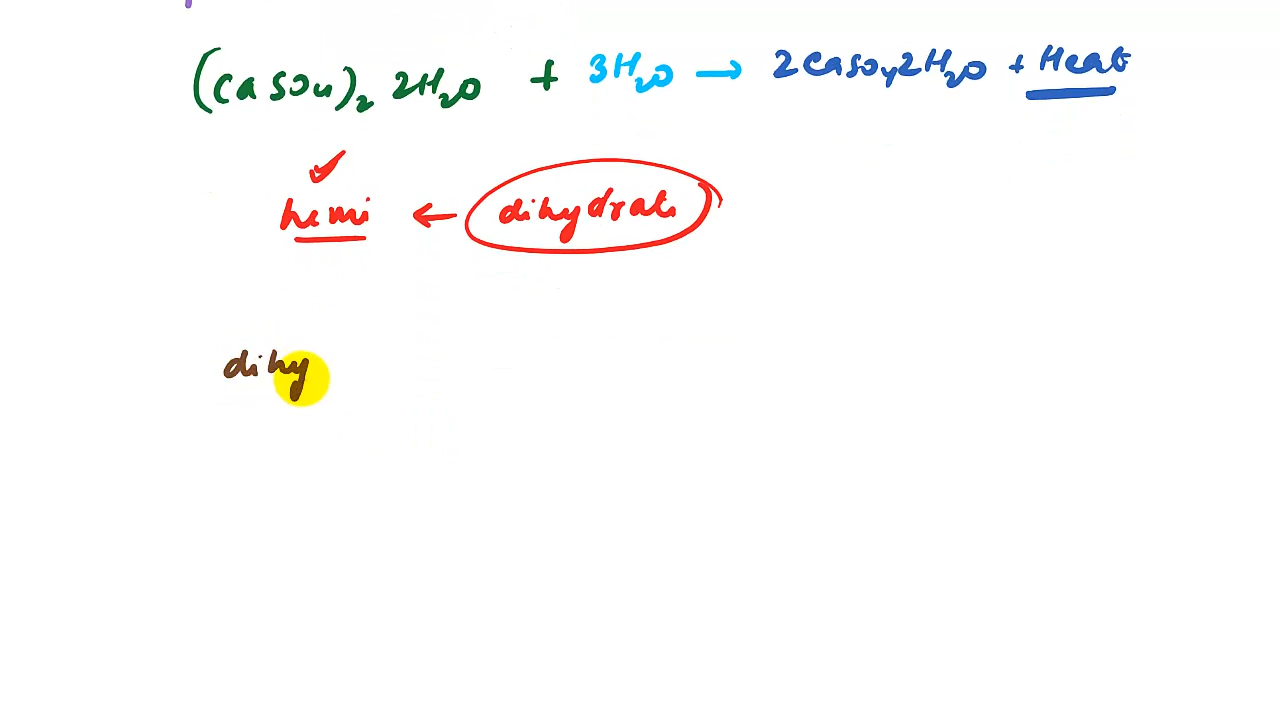 (CaSO4)2 2H2O + 3H2O → 2CaSO4 2H2O + Heat
hemi ← dihydrate
dihy